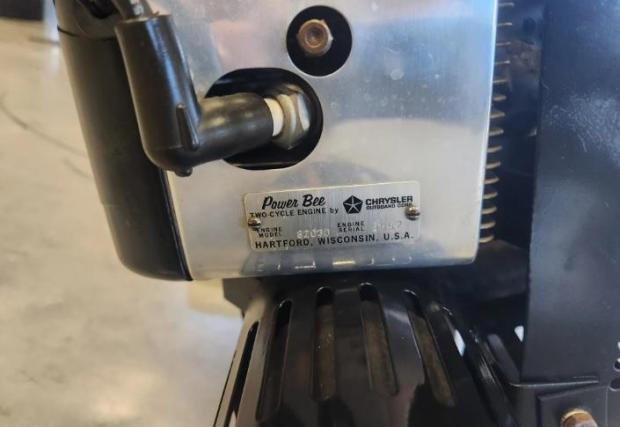 Power Bee
CHRYSLER
TWO-CYCLE ENGINE by
OUTBOARD CORP.
ENGINE
MODEL
ENGINE
SERIAL
HARTFORD, WISCONSIN, U.S.A.